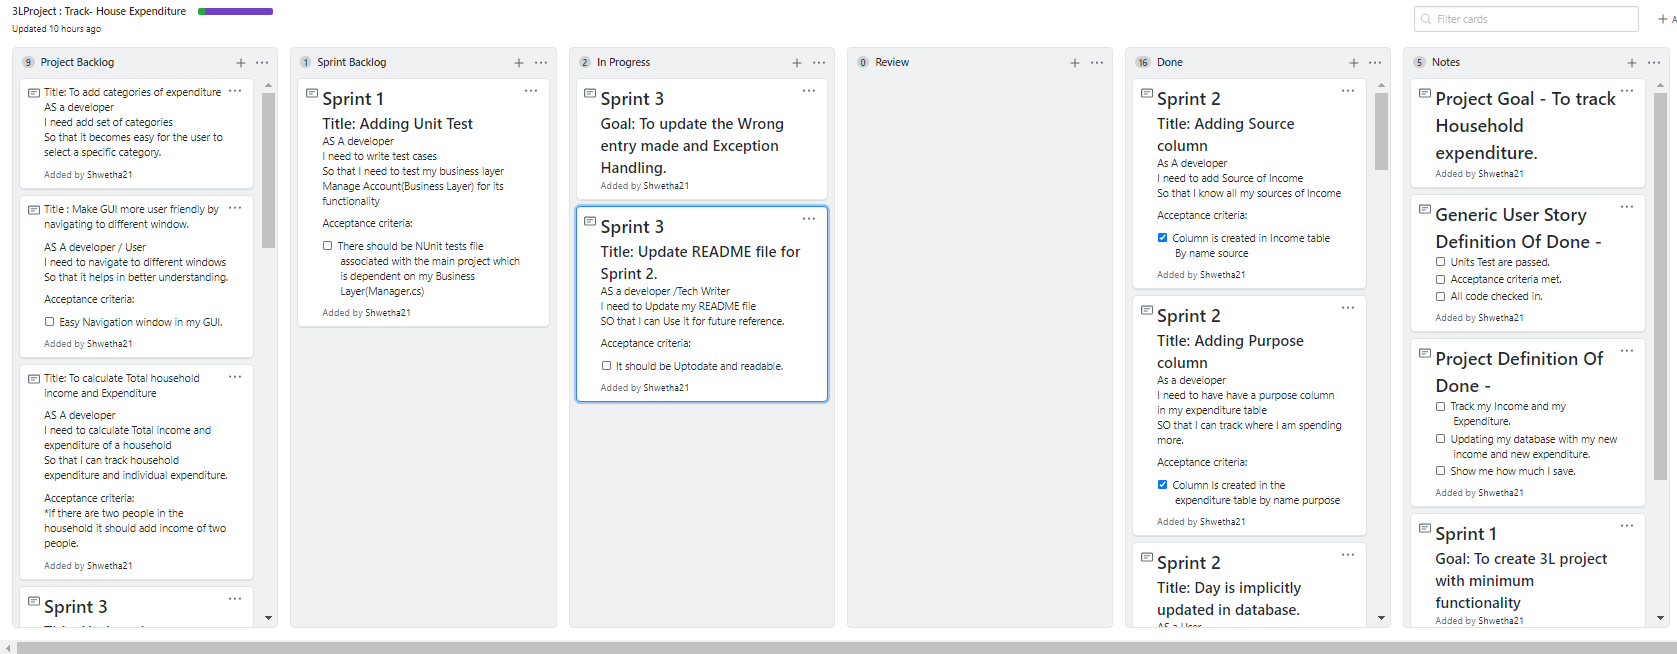 3LProject : Track- House Expenditure
Updated 10 hours ago
Filter cards
9 Project Backlog
Title: To add categories of expenditure
AS a developer
I need add set of categories
So that it becomes easy for the user to
select a specific category.
Added by Shwetha21
Title : Make GUI more user friendly by
navigating to different window.
AS A developer / User
I need to navigate to different windows
So that it helps in better understanding.
Acceptance criteria:
Easy Navigation window in my GUI.
Added by Shwetha21
Title: To calculate Total household
income and Expenditure
AS A developer
I need to calculate Total income and
expenditure of a household
So that I can track household
expenditure and individual expenditure.
Acceptance criteria:
*If there are two people in the
household it should add income of two
people.
Added by Shwetha21
Sprint 3
1 Sprint Backlog
Sprint 1
Title: Adding Unit Test
AS A developer
I need to write test cases
So that I need to test my business layer
Manage Account(Business Layer) for its
functionality
Acceptance criteria:
There should be NUnit tests file
associated with the main project which
is dependent on my Business
Layer(Manager.cs)
Added by Shwetha21
2 In Progress
Sprint 3
Goal: To update the Wrong
entry made and Exception
Handling.
Added by Shwetha21
Sprint 3
Title: Update README file for
Sprint 2.
AS a developer /Tech Writer
I need to Update my README file
SO that I can Use it for future reference.
Acceptance criteria:
It should be Uptodate and readable.
Added by Shwetha21
0 Review
16 Done
Sprint 2
Title: Adding Source
column
As A developer
I need to add Source of Income
So that I know all my sources of Income
Acceptance criteria:
Column is created in Income table
By name source
Added by Shwetha21
Sprint 2
Title: Adding Purpose
column
As a developer
I need to have have a purpose column
in my expenditure table
SO that I can track where I am spending
more.
Acceptance criteria:
Column Is created in the
expenditure table by name purpose
Added by Shwetha21
Sprint 2
Title: Day is implicitly
updated in database.
AS a User
5 Notes
Project Goal - To track
Household
expenditure.
Added by Shwetha21
Generic User Story
Definition Of Done -
Units Test are passed.
Acceptance criteria met.
All code checked in.
Added by Shwetha21
Project Definition Of
Done -
Track my Income and my
Expenditure.
Updating my database with my new
income and new expenditure.
Show me how much I save.
Added by Shwetha21
Sprint 1
Goal: To create 3L project
with minimum
functionality
Added by Shwetha21